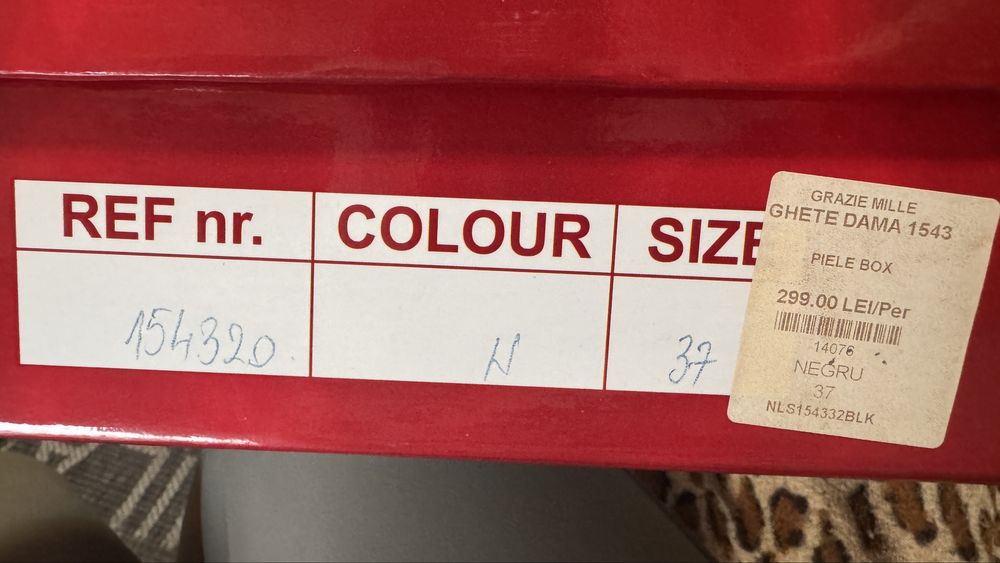 REF nr. COLOUR SIZE
154320 N 37
GRAZIE MILLE
GHETE DAMA 1543
PIELE BOX
299.00 LEI/Per
14076
NEGRU
37
NLS154332BLK